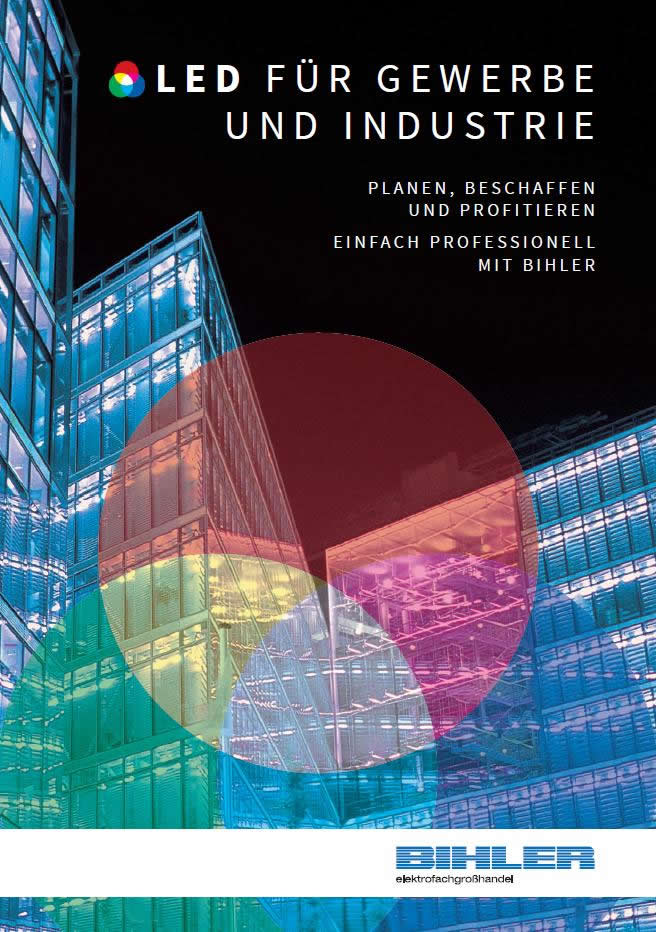 LED FÜR GEWERBE
UND INDUSTRIE
PLANEN, BESCHAFFEN
UND PROFITIEREN
EINFACH PROFESSIONELL
MIT BIHLER
BIHLER
elektrofachgroßhandel